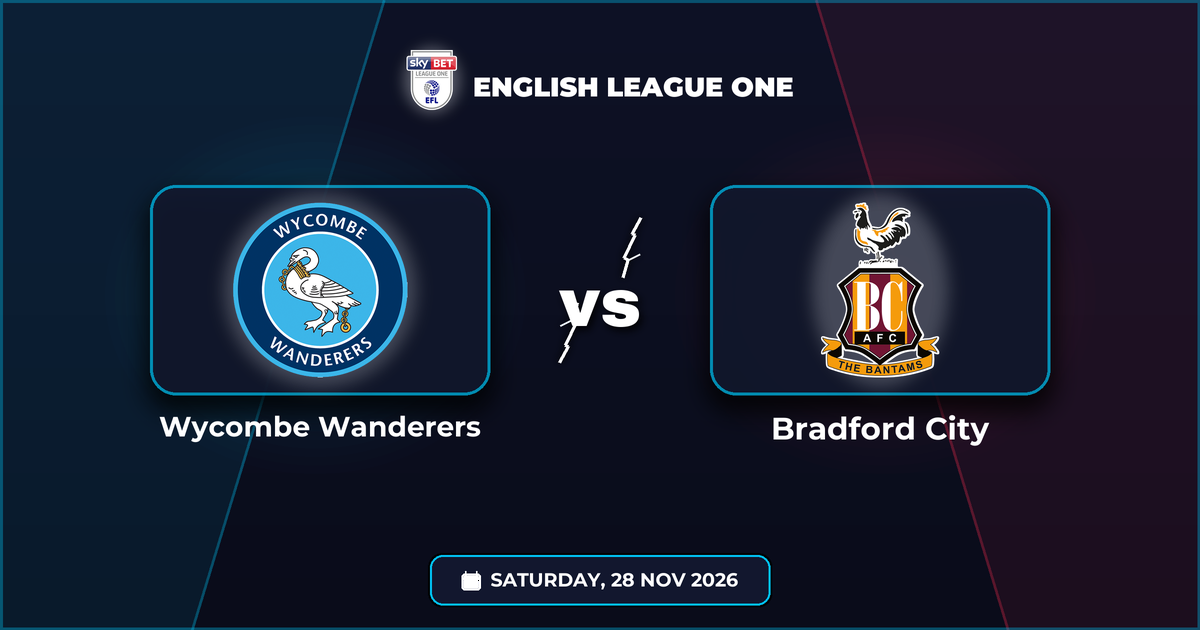 sky BET
LEAGUE ONE
EFL
ENGLISH LEAGUE ONE
WYCOMBE
WANDERERS
VS
BC
AFC
THE BANTAMS
Wycombe Wanderers
Bradford City
SATURDAY, 28 NOV 2026